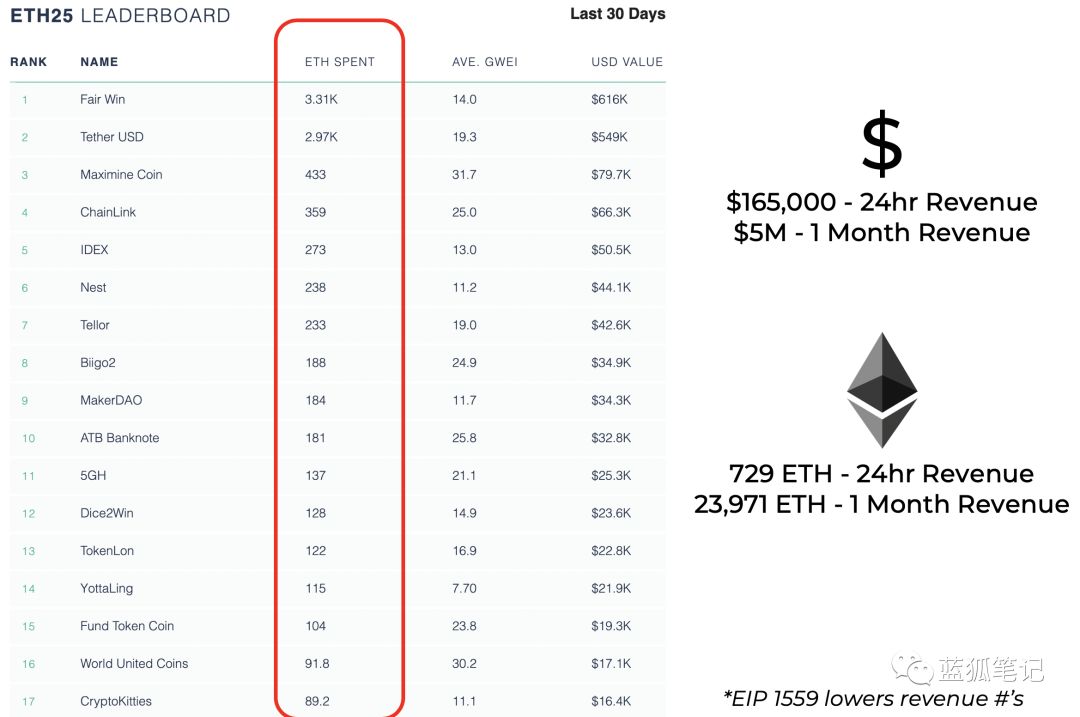 ETH25 LEADERBOARD Last 30 Days
RANK NAME ETH SPENT AVE. GWEI USD VALUE
1 Fair Win 3.31K 14.0 $616K
2 Tether USD 2.97K 19.3 $549K
3 Maximine Coin 433 31.7 $79.7K
4 ChainLink 359 25.0 $66.3K
5 IDEX 273 13.0 $50.5K
6 Nest 238 11.2 $44.1K
7 Tellor 233 19.0 $42.6K
8 Biigo2 188 24.9 $34.9K
9 MakerDAO 184 11.7 $34.3K
10 ATB Banknote 181 25.8 $32.8K
11 5GH 137 21.1 $25.3K
12 Dice2Win 128 14.9 $23.6K
13 TokenLon 122 16.9 $22.8K
14 YottaLing 115 7.70 $21.9K
15 Fund Token Coin 104 23.8 $19.3K
16 World United Coins 91.8 30.2 $17.1K
17 CryptoKitties 89.2 11.1 $16.4K
$
$165,000 - 24hr Revenue
$5M - 1 Month Revenue
729 ETH - 24hr Revenue
23,971 ETH - 1 Month Revenue
蓝狐笔记
*EIP 1559 lowers revenue #'s